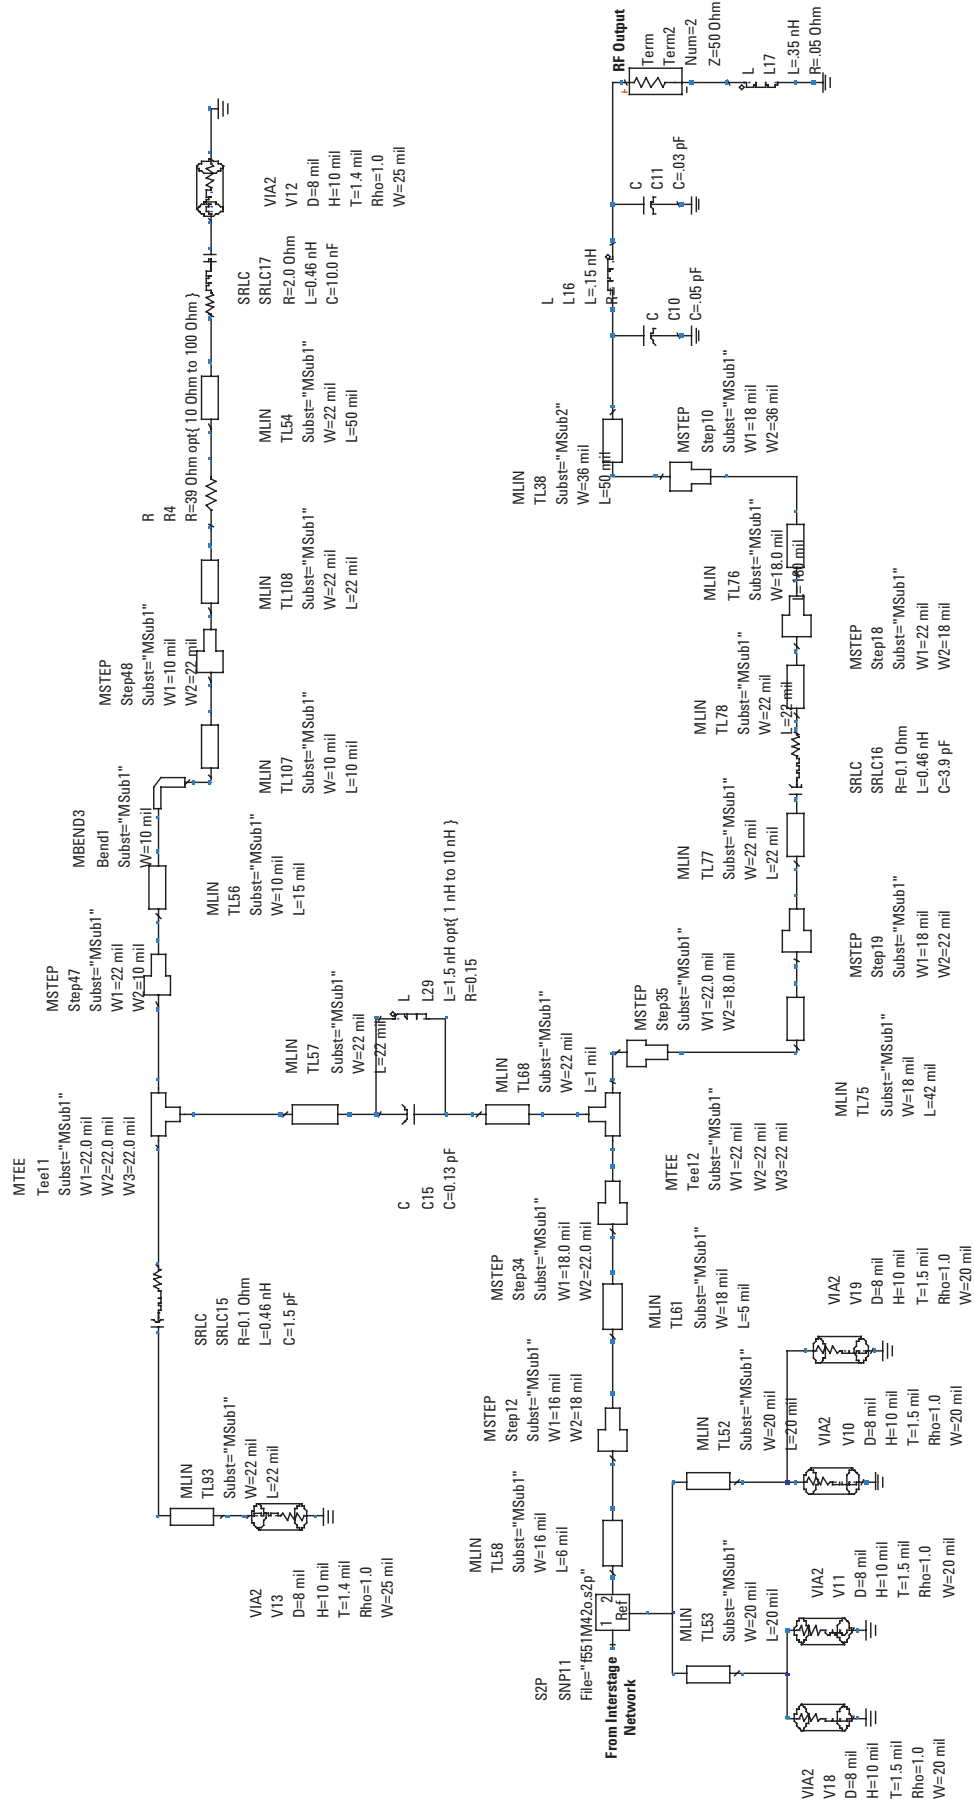 VIA2
V13
D=8 mil
H=10 mil
T=1.4 mil
Rho=1.0
W=25 mil
MLIN
TL93
Subst="MSub1"
W=22 mil
L=22 mil
SRLC
SRLC15
R=0.1 Ohm
L=0.46 nH
C=1.5 pF
MTEE
Tee11
Subst="MSub1"
W1=22.0 mil
W2=22.0 mil
W3=22.0 mil
MSTEP
Step47
Subst="MSub1"
W1=22 mil
W2=10 mil
MLIN
TL56
Subst="MSub1"
W=10 mil
L=15 mil
MBEND3
Bend1
Subst="MSub1"
W=10 mil
MLIN
TL107
Subst="MSub1"
W=10 mil
L=10 mil
MSTEP
Step48
Subst="MSub1"
W1=10 mil
W2=22 mil
MLIN
TL108
Subst="MSub1"
W=22 mil
L=22 mil
R
R4
R=39 Ohm opt{ 10 Ohm to 100 Ohm }
MLIN
TL54
Subst="MSub1"
W=22 mil
L=50 mil
SRLC
SRLC17
R=2.0 Ohm
L=0.46 nH
C=10.0 nF
VIA2
V12
D=8 mil
H=10 mil
T=1.4 mil
Rho=1.0
W=25 mil
MLIN
TL57
Subst="MSub1"
W=22 mil
L=22 mil
C
C15
C=0.13 pF
L
L29
L=1.5 nH opt{ 1 nH to 10 nH }
R=0.15
MLIN
TL68
Subst="MSub1"
W=22 mil
L=1 mil
S2P
SNP11
File="f551M42o.s2p"
From Interstage
Network
1 2
Ref
MLIN
TL58
Subst="MSub1"
W=16 mil
L=6 mil
MSTEP
Step12
Subst="MSub1"
W1=16 mil
W2=18 mil
MLIN
TL61
Subst="MSub1"
W=18 mil
L=5 mil
MSTEP
Step34
Subst="MSub1"
W1=18.0 mil
W2=22.0 mil
MTEE
Tee12
Subst="MSub1"
W1=22 mil
W2=22 mil
W3=22 mil
MSTEP
Step35
Subst="MSub1"
W1=22.0 mil
W2=18.0 mil
MLIN
TL75
Subst="MSub1"
W=18 mil
L=42 mil
MSTEP
Step19
Subst="MSub1"
W1=18 mil
W2=22 mil
MLIN
TL77
Subst="MSub1"
W=22 mil
L=22 mil
SRLC
SRLC16
R=0.1 Ohm
L=0.46 nH
C=3.9 pF
MLIN
TL78
Subst="MSub1"
W=22 mil
L=22 mil
MSTEP
Step18
Subst="MSub1"
W1=22 mil
W2=18 mil
MLIN
TL76
Subst="MSub1"
W=18.0 mil
MSTEP
Step10
Subst="MSub1"
W1=18 mil
W2=36 mil
MLIN
TL38
Subst="MSub2"
W=36 mil
L=50 mil
C
C10
C=.05 pF
L
L16
L=.15 nH
R=
C
C11
C=.03 pF
RF Output
Term
Term2
Num=2
Z=50 Ohm
L
L17
L=.35 nH
R=.05 Ohm
MLIN
TL53
Subst="MSub1"
W=20 mil
L=20 mil
MLIN
TL52
Subst="MSub1"
W=20 mil
L=20 mil
VIA2
V18
D=8 mil
H=10 mil
T=1.5 mil
Rho=1.0
W=20 mil
VIA2
V11
D=8 mil
H=10 mil
T=1.5 mil
Rho=1.0
W=20 mil
VIA2
V10
D=8 mil
H=10 mil
T=1.5 mil
Rho=1.0
W=20 mil
VIA2
V19
D=8 mil
H=10 mil
T=1.5 mil
Rho=1.0
W=20 mil